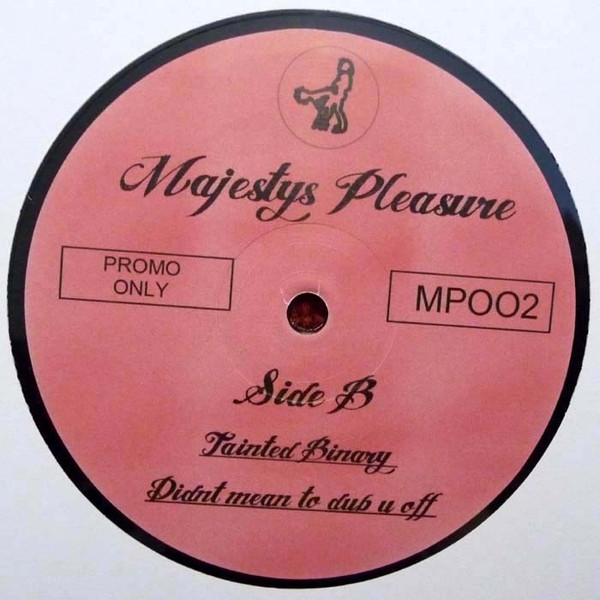 Majestys Pleasure
PROMO
ONLY
MPOO2
Side B
Tainted Binary
Didnt mean to dub u off